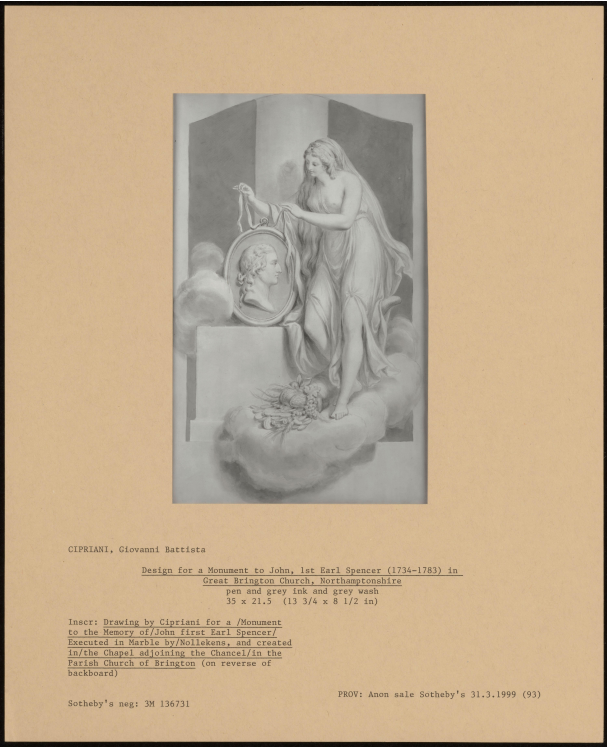 CIPRIANI, Giovanni Battista
Design for a Monument to John, 1st Earl Spencer (1734-1783) in
Great Brington Church, Northamptonshire
pen and grey ink and grey wash
35 x 21.5 (13 3/4 x 8 1/2 in)
Inscr: Drawing by Cipriani for a /Monument
to the Memory of/John first Earl Spencer/
Executed in Marble by/Nollekens, and created
in/the Chapel adjoining the Chancel/in the
Parish Church of Brington (on reverse of
backboard)
PROV: Anon sale Sotheby's 31.3.1999 (93)
Sotheby's neg: 3M 136731